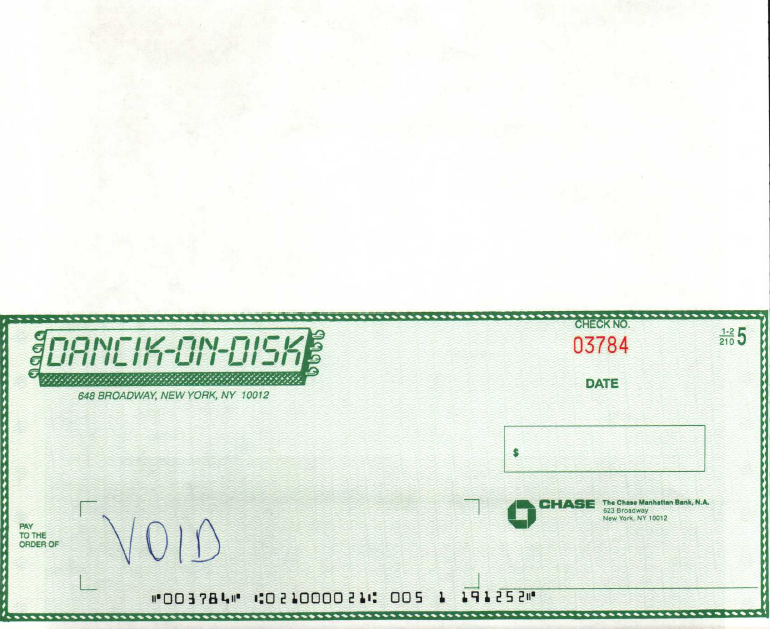 CHECK NO.
03784
1-2
210 5
DANCIK-ON-DISK
648 BROADWAY, NEW YORK, NY 10012
DATE
$
CHASE The Chase Manhattan Bank, N.A.
623 Broadway
New York, NY 10012
PAY
TO THE
ORDER OF
VOID
⑈003784⑈ ⑆021000021⑆ 005 1 191252⑈